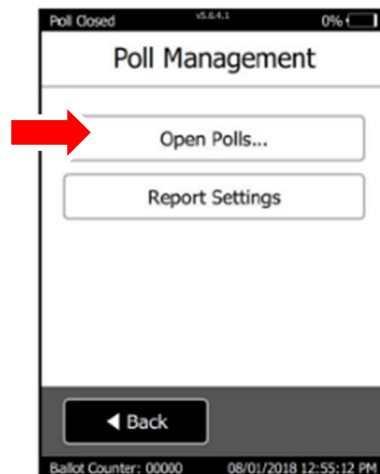 Poll Closed v5.6.4.1 0%
Poll Management
Open Polls...
Report Settings
Back
Ballot Counter: 00000 08/01/2018 12:55:12 PM